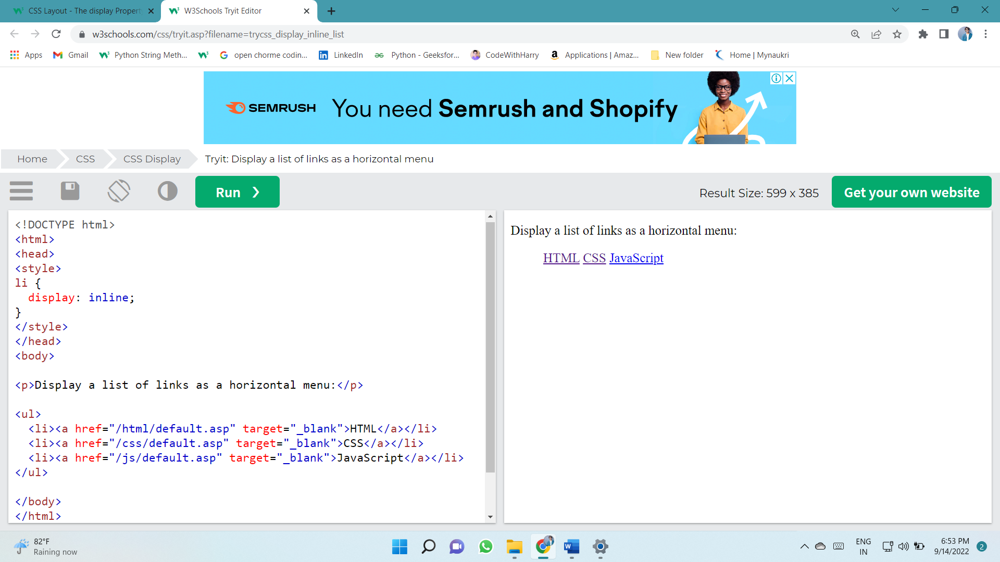 CSS Layout - The display Propert
W3Schools Tryit Editor
w3schools.com/css/tryit.asp?filename=trycss_display_inline_list
Apps Gmail Python String Meth... open chorme codin... LinkedIn Python - Geeksfor... CodeWithHarry Applications | Amaz... New folder Home | Mynaukri
SEMRUSH You need Semrush and Shopify
Home CSS CSS Display Tryit: Display a list of links as a horizontal menu
Run ❯ Result Size: 599 x 385 Get your own website
<!DOCTYPE html>
<html>
<head>
<style>
li {
  display: inline;
}
</style>
</head>
<body>
<p>Display a list of links as a horizontal menu:</p>
<ul>
  <li><a href="/html/default.asp" target="_blank">HTML</a></li>
  <li><a href="/css/default.asp" target="_blank">CSS</a></li>
  <li><a href="/js/default.asp" target="_blank">JavaScript</a></li>
</ul>
</body>
</html>
Display a list of links as a horizontal menu:
HTML CSS JavaScript
82°F
Raining now
ENG
IN
6:53 PM
9/14/2022
2